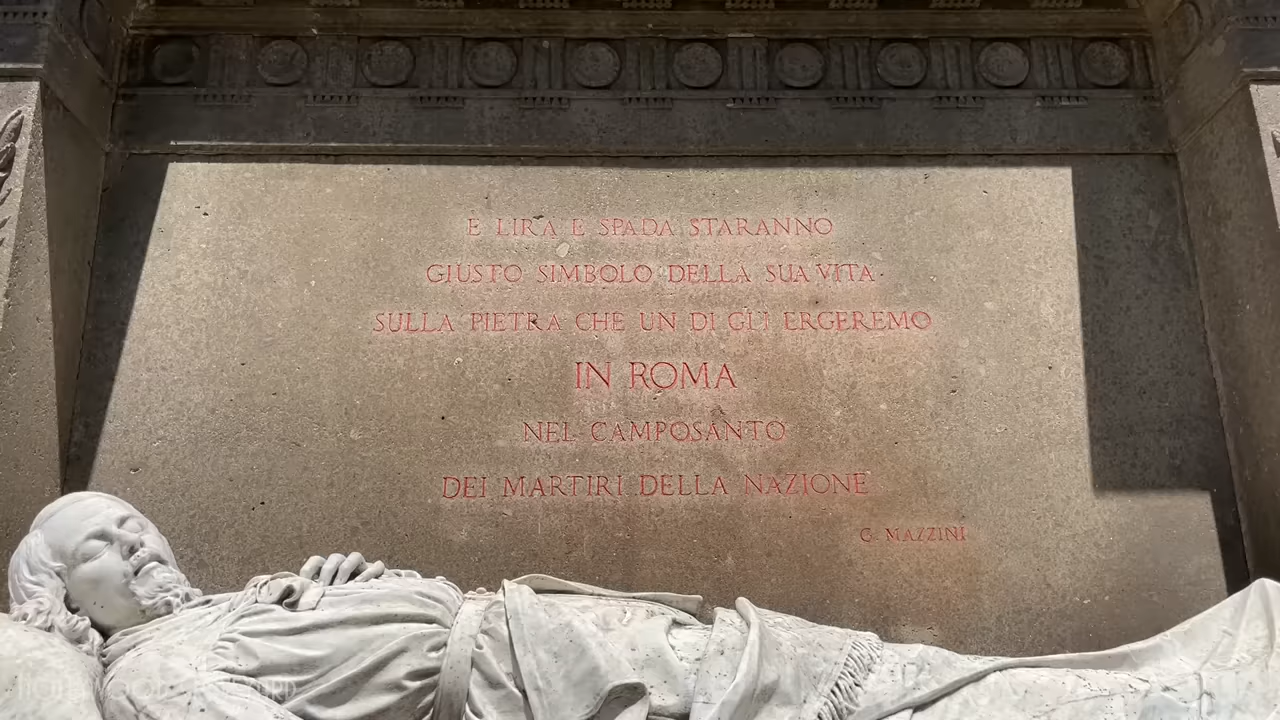 E LIRA E SPADA STARANNO
GIUSTO SIMBOLO DELLA SUA VITA
SULLA PIETRA CHE UN DI GLI ERGEREMO
IN ROMA
NEL CAMPOSANTO
DEI MARTIRI DELLA NAZIONE
G. MAZZINI